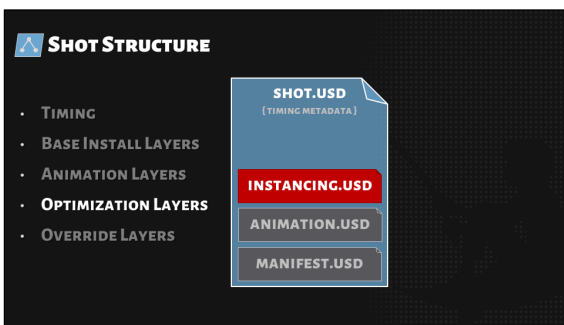 SHOT STRUCTURE
• TIMING
• BASE INSTALL LAYERS
• ANIMATION LAYERS
• OPTIMIZATION LAYERS
• OVERRIDE LAYERS
SHOT.USD
{TIMING METADATA}
INSTANCING.USD
ANIMATION.USD
MANIFEST.USD